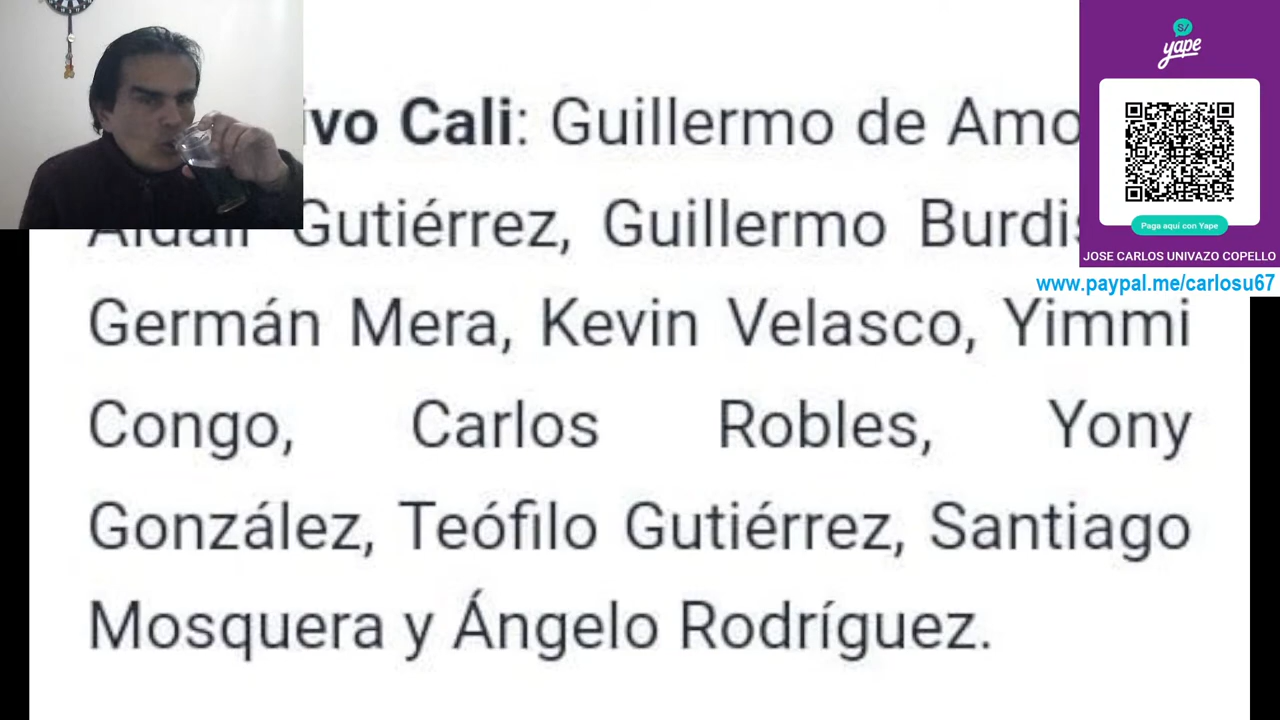 ivo Cali: Guillermo de Amo
Gutiérrez, Guillermo Burdis
Germán Mera, Kevin Velasco, Yimmi
Congo, Carlos Robles, Yony
González, Teófilo Gutiérrez, Santiago
Mosquera y Ángelo Rodríguez.
S/
yape
Paga aquí con Yape
JOSE CARLOS UNIVAZO COPELLO
www.paypal.me/carlosu67